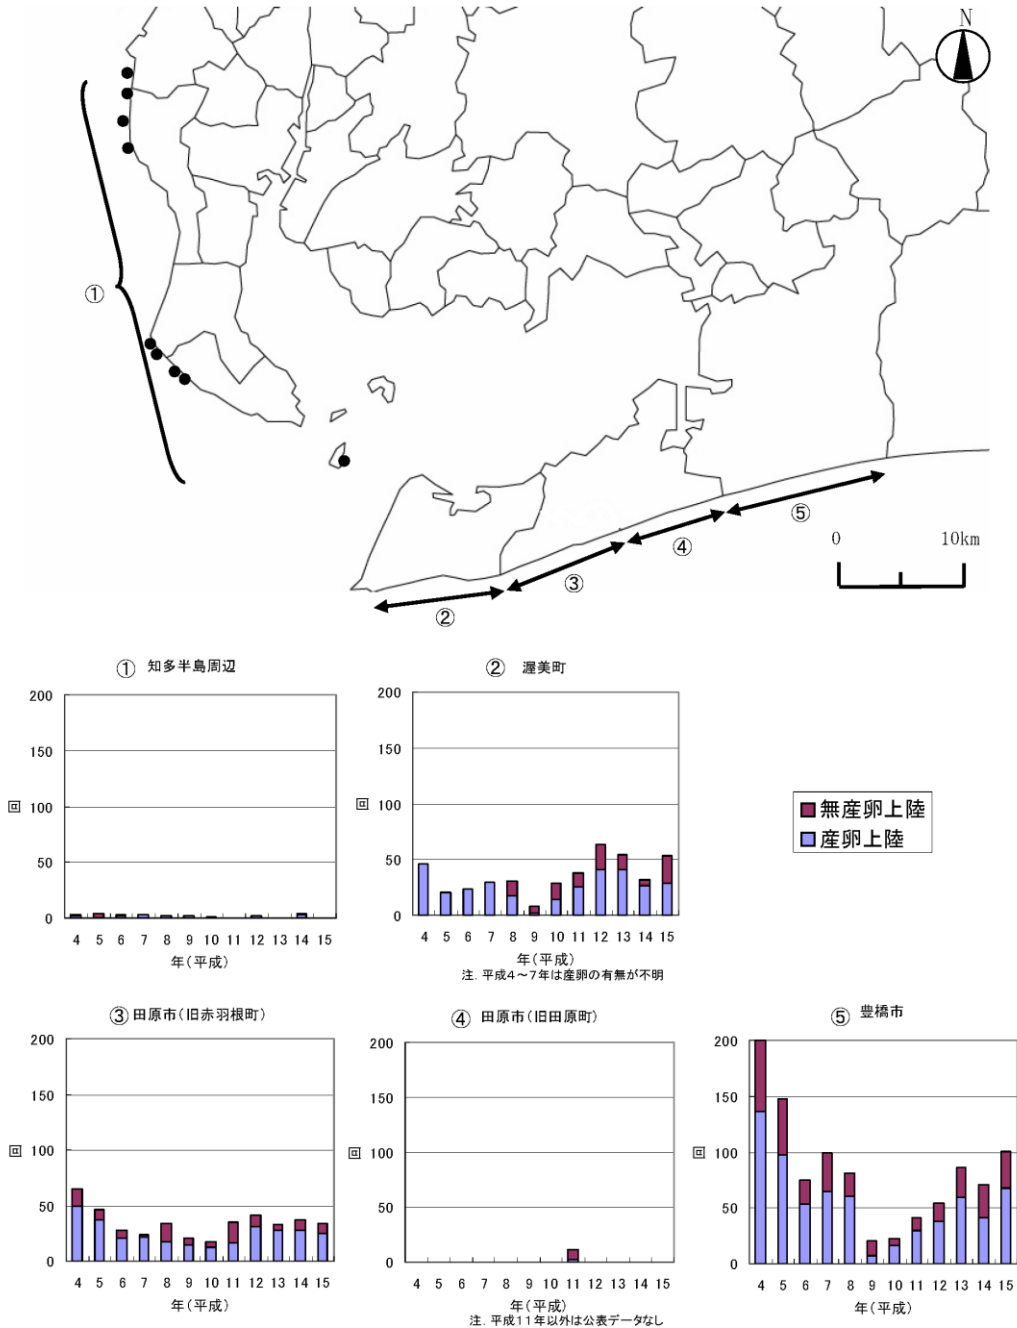 N
①
⑤
④
③
②
0 10km
① 知多半島周辺
200
150
100
50
0
回
4 5 6 7 8 9 10 11 12 13 14 15
年(平成)
② 渥美町
200
150
100
50
0
回
4 5 6 7 8 9 10 11 12 13 14 15
年(平成)
注. 平成4～7年は産卵の有無が不明
無産卵上陸
産卵上陸
③ 田原市(旧赤羽根町)
200
150
100
50
0
回
4 5 6 7 8 9 10 11 12 13 14 15
年(平成)
④ 田原市(旧田原町)
200
150
100
50
0
回
4 5 6 7 8 9 10 11 12 13 14 15
年(平成)
注. 平成11年以外は公表データなし
⑤ 豊橋市
200
150
100
50
0
回
4 5 6 7 8 9 10 11 12 13 14 15
年(平成)